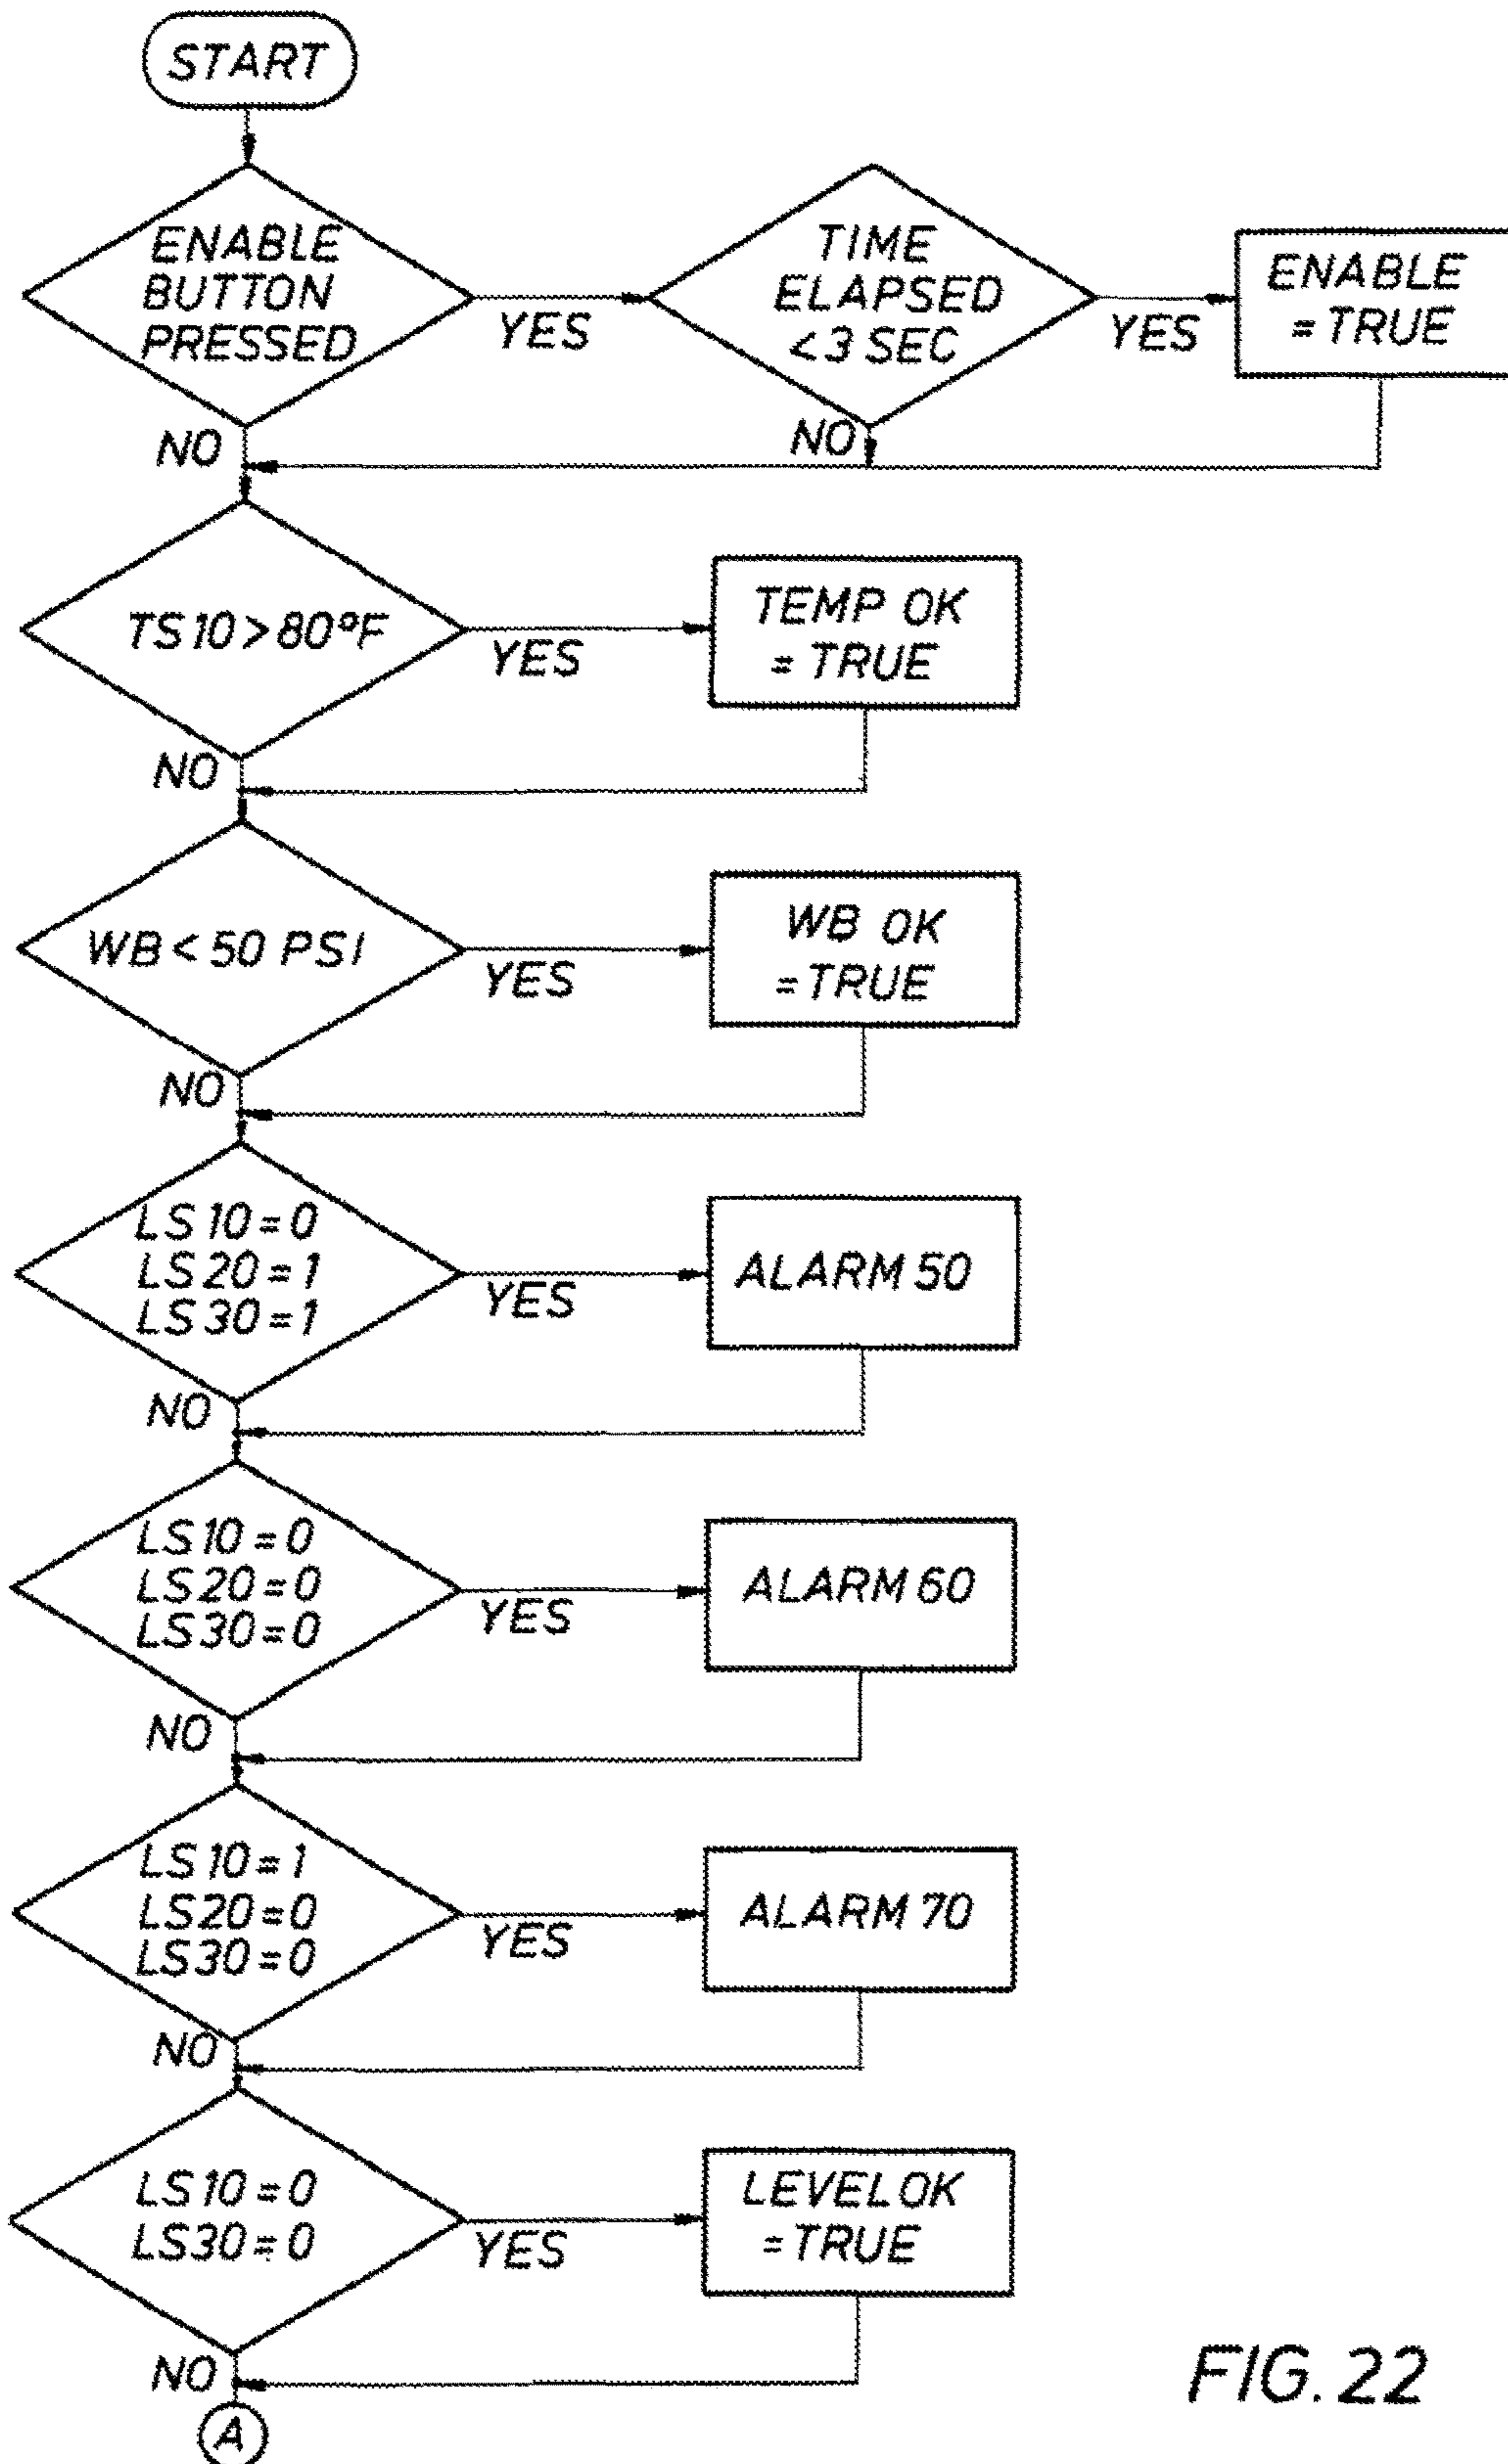 START
ENABLE
BUTTON
PRESSED
YES
TIME
ELAPSED
<3 SEC
YES
ENABLE
=TRUE
NO
NO
TS10>80°F
YES
TEMP OK
=TRUE
NO
WB<50 PSI
YES
WB OK
=TRUE
NO
LS10=0
LS20=1
LS30=1
YES
ALARM 50
NO
LS10=0
LS20=0
LS30=0
YES
ALARM 60
NO
LS10=1
LS20=0
LS30=0
YES
ALARM 70
NO
LS10=0
LS30=0
YES
LEVELOK
=TRUE
NO
A
FIG. 22